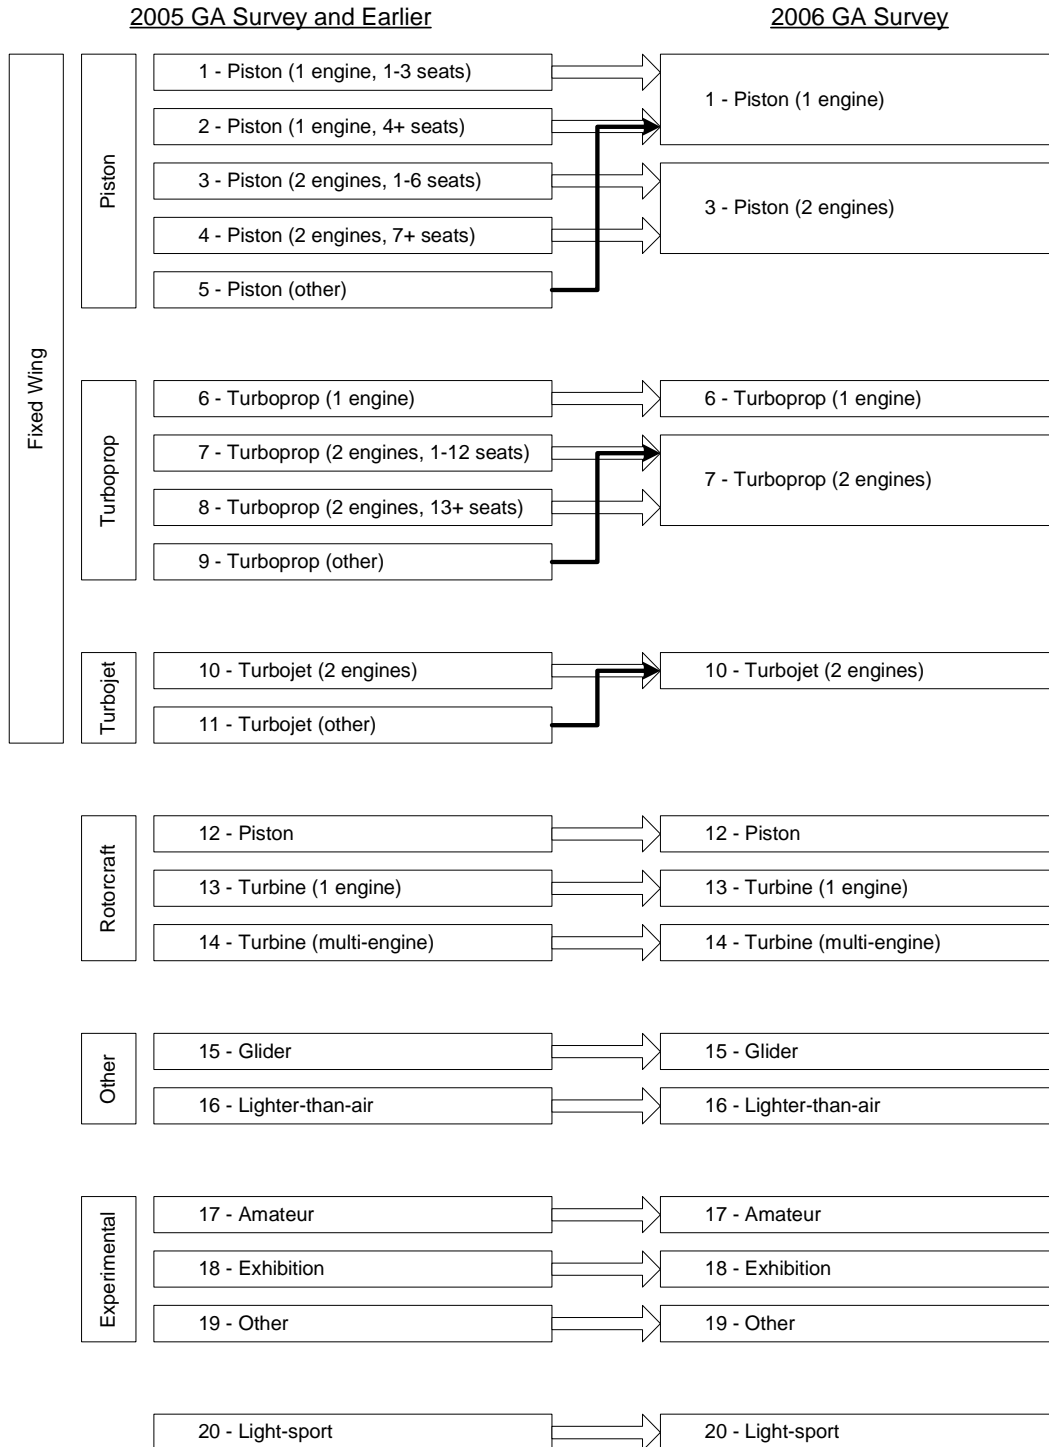 2005 GA Survey and Earlier
2006 GA Survey
Fixed Wing
Piston
1 - Piston (1 engine, 1-3 seats)
2 - Piston (1 engine, 4+ seats)
3 - Piston (2 engines, 1-6 seats)
4 - Piston (2 engines, 7+ seats)
5 - Piston (other)
1 - Piston (1 engine)
3 - Piston (2 engines)
Turboprop
6 - Turboprop (1 engine)
7 - Turboprop (2 engines, 1-12 seats)
8 - Turboprop (2 engines, 13+ seats)
9 - Turboprop (other)
6 - Turboprop (1 engine)
7 - Turboprop (2 engines)
Turbojet
10 - Turbojet (2 engines)
11 - Turbojet (other)
10 - Turbojet (2 engines)
Rotorcraft
12 - Piston
13 - Turbine (1 engine)
14 - Turbine (multi-engine)
12 - Piston
13 - Turbine (1 engine)
14 - Turbine (multi-engine)
Other
15 - Glider
16 - Lighter-than-air
15 - Glider
16 - Lighter-than-air
Experimental
17 - Amateur
18 - Exhibition
19 - Other
17 - Amateur
18 - Exhibition
19 - Other
20 - Light-sport
20 - Light-sport